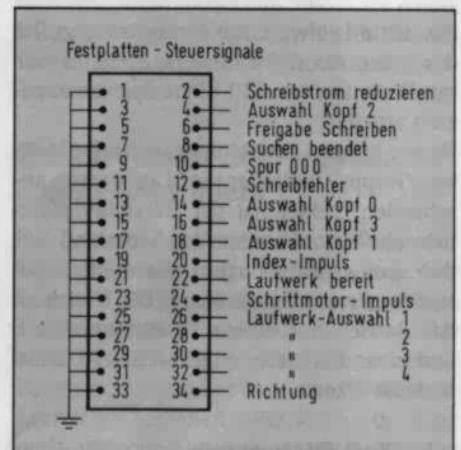 Festplatten - Steuersignale
2 Schreibstrom reduzieren
3 4 Auswahl Kopf 2
5 6 Freigabe Schreiben
7 8 Suchen beendet
9 10 Spur 000
11 12 Schreibfehler
13 14 Auswahl Kopf 0
15 16 Auswahl Kopf 3
17 18 Auswahl Kopf 1
19 20 Index-Impuls
21 22 Laufwerk bereit
23 24 Schrittmotor-Impuls
25 26 Laufwerk-Auswahl 1
27 28 " 2
29 30 " 3
31 32 " 4
33 34 Richtung